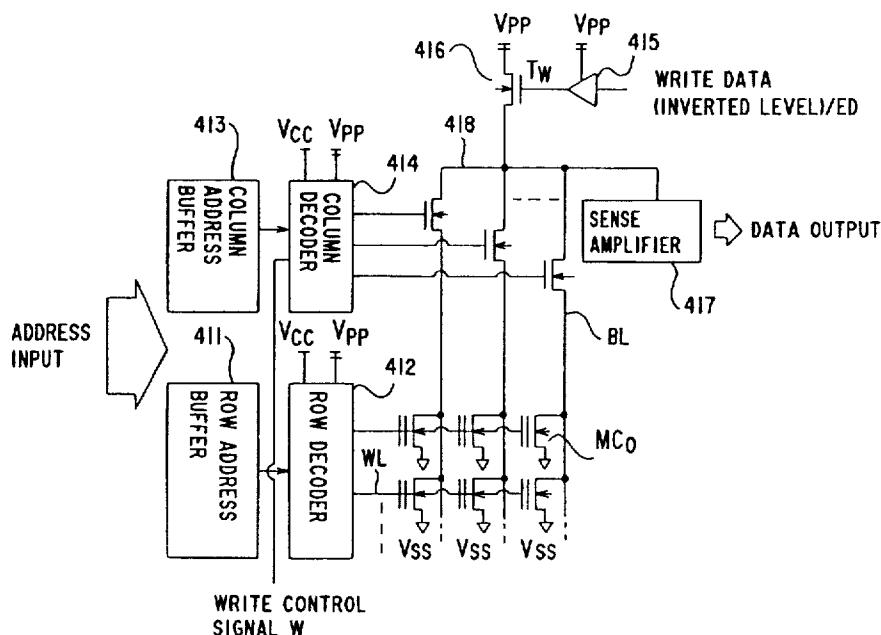 VPP
VPP
416
415
TW
WRITE DATA
(INVERTED LEVEL)/ED
413
VCC
VPP
414
418
COLUMN
ADDRESS
BUFFER
COLUMN
DECODER
SENSE
AMPLIFIER
DATA OUTPUT
417
ADDRESS
INPUT
BL
411
VCC
VPP
412
ROW ADDRESS
BUFFER
ROW DECODER
MC0
WL
VSS
VSS
VSS
WRITE CONTROL
SIGNAL W